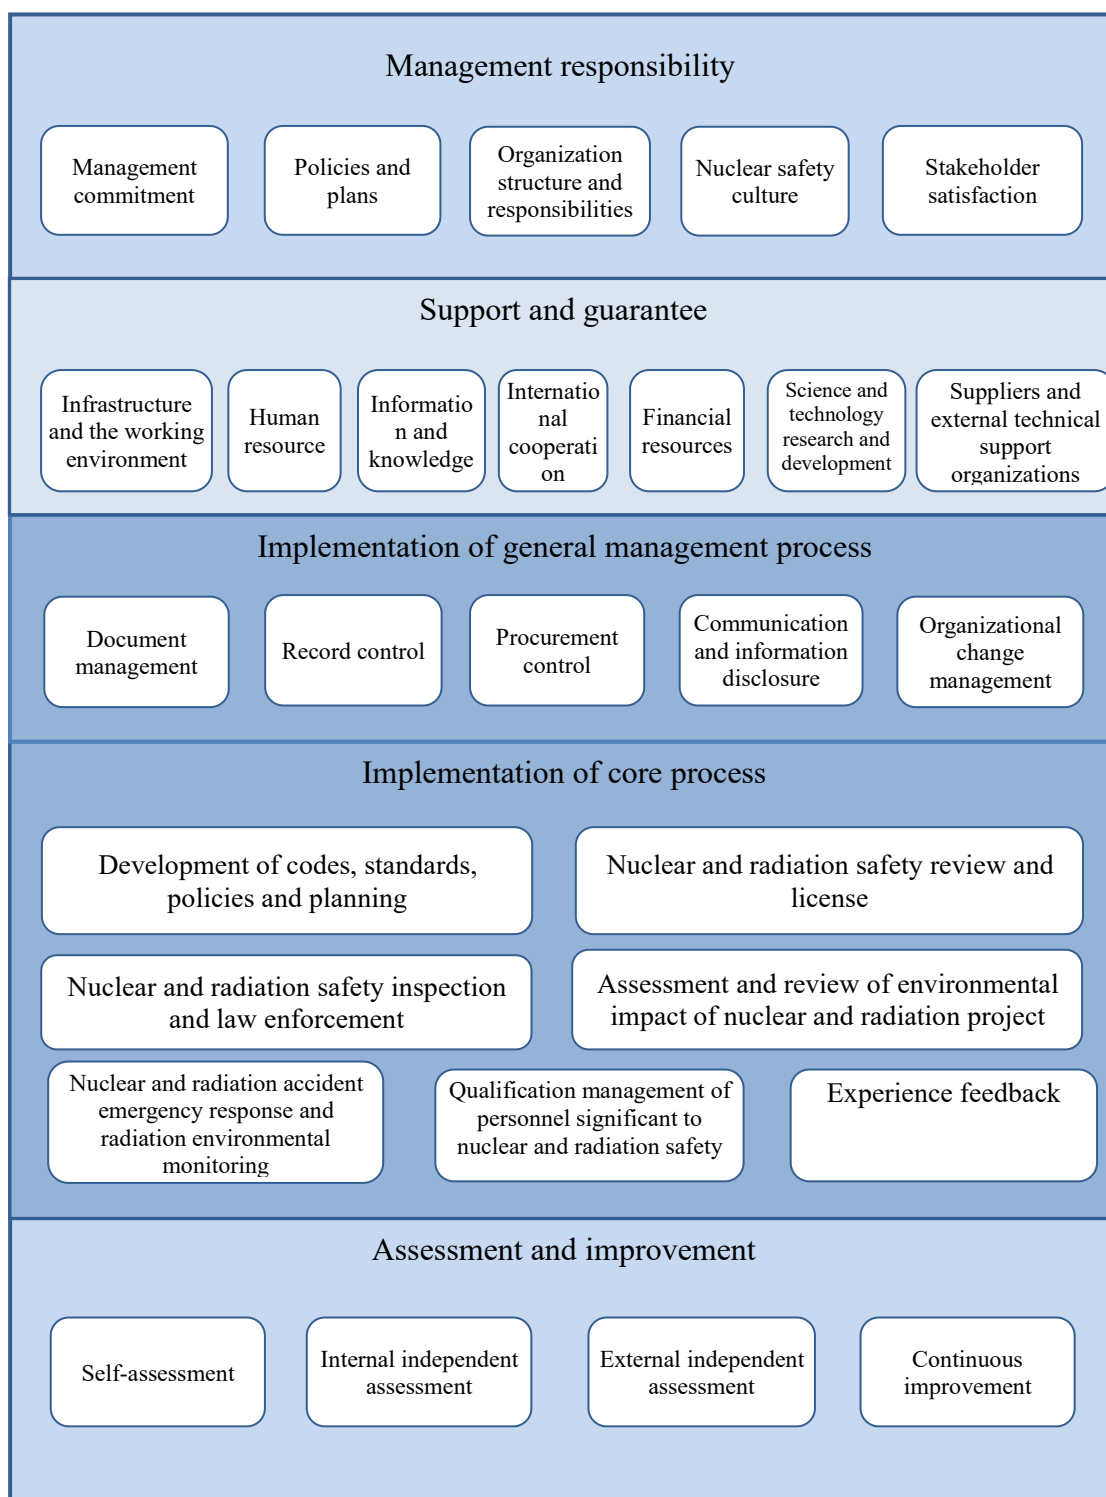 Management responsibility
Management
commitment
Policies and
plans
Organization
structure and
responsibilities
Nuclear safety
culture
Stakeholder
satisfaction
Support and guarantee
Infrastructure
and the working
environment
Human
resource
Informatio
n and
knowledge
Internatio
nal
cooperati
on
Financial
resources
Science and
technology
research and
development
Suppliers and
external technical
support
organizations
Implementation of general management process
Document
management
Record control
Procurement
control
Communication
and information
disclosure
Organizational
change
management
Implementation of core process
Development of codes, standards,
policies and planning
Nuclear and radiation safety review and
license
Nuclear and radiation safety inspection
and law enforcement
Assessment and review of environmental
impact of nuclear and radiation project
Nuclear and radiation accident
emergency response and
radiation environmental
monitoring
Qualification management of
personnel significant to
nuclear and radiation safety
Experience feedback
Assessment and improvement
Self-assessment
Internal independent
assessment
External independent
assessment
Continuous
improvement